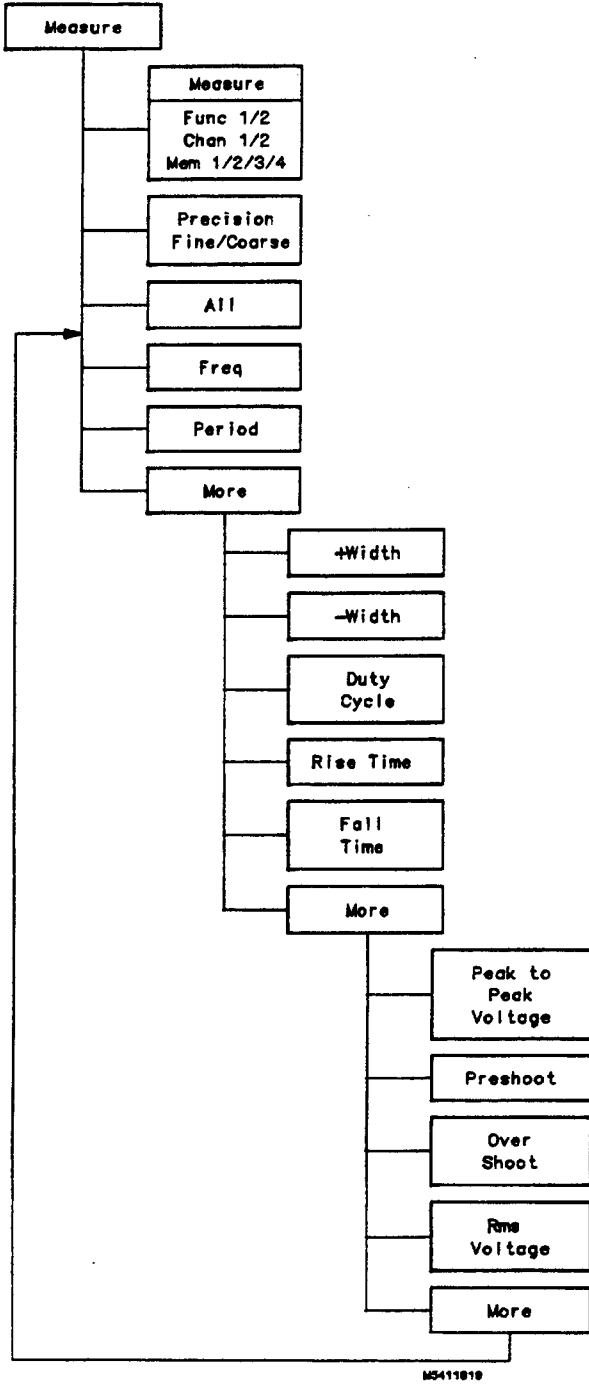 Measure
Measure
Func 1/2
Chan 1/2
Mem 1/2/3/4
Precision
Fine/Coarse
All
Freq
Period
More
+Width
-Width
Duty
Cycle
Rise Time
Fall
Time
More
Peak to
Peak
Voltage
Preshoot
Over
Shoot
Rms
Voltage
More
M5411819